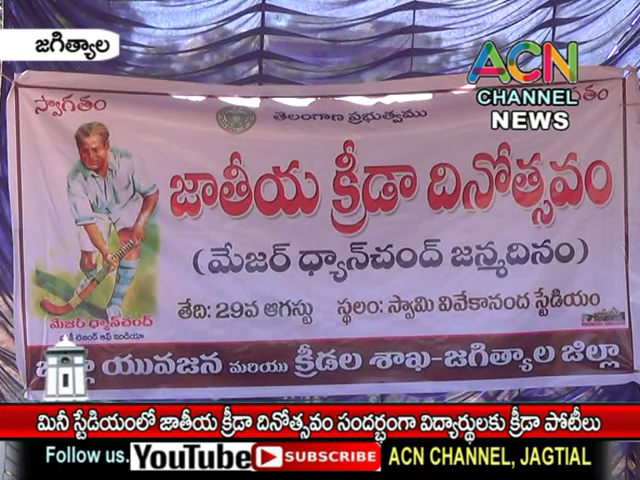 జగిత్యాల
ACN
CHANNEL
NEWS
స్వాగతం
తెలంగాణ ప్రభుత్వము
జాతీయ క్రీడా దినోత్సవం
(మేజర్ ధ్యాన్‌చంద్ జన్మదినం)
తేది: 29వ ఆగస్టు స్థలం: స్వామి వివేకానంద స్టేడియం
మేజర్ ధ్యాన్‌చంద్
లెజెండ్ ఆఫ్ ఇండియా
యువజన మరియు క్రీడల శాఖ-జగిత్యాల జిల్లా
మినీ స్టేడియంలో జాతీయ క్రీడా దినోత్సవం సందర్భంగా విద్యార్థులకు క్రీడా పోటీలు
Follow us. YouTube SUBSCRIBE ACN CHANNEL, JAGTIAL